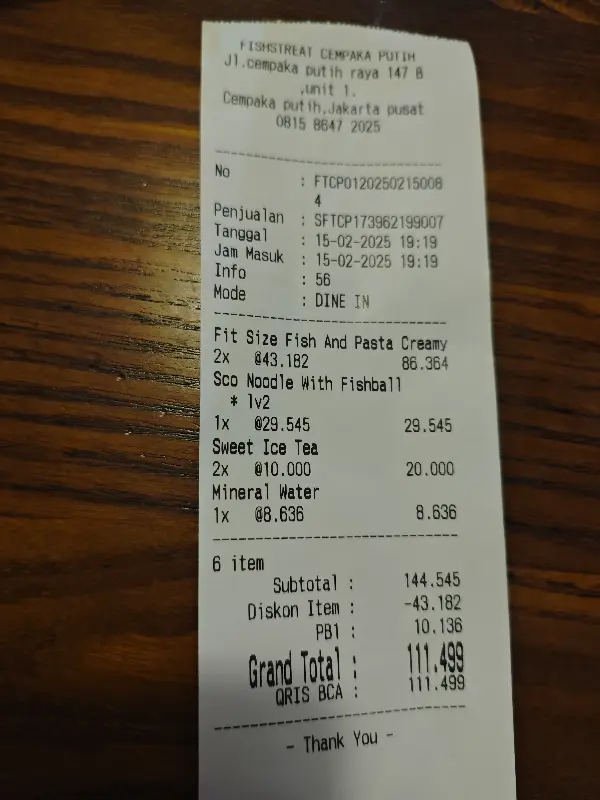 FISHSTREAT CEMPAKA PUTIH
Jl.cempaka putih raya 147 B
,unit 1.
Cempaka putih,Jakarta pusat
0815 8647 2025
No : FTCP0120250215008
4
Penjualan : SFTCP173962199007
Tanggal : 15-02-2025 19:19
Jam Masuk : 15-02-2025 19:19
Info : 56
Mode : DINE IN
Fit Size Fish And Pasta Creamy
2x @43.182 86.364
Sco Noodle With Fishball
* lv2
1x @29.545 29.545
Sweet Ice Tea
2x @10.000 20.000
Mineral Water
1x @8.636 8.636
6 item
Subtotal : 144.545
Diskon Item : -43.182
PB1 : 10.136
Grand Total : 111.499
QRIS BCA : 111.499
- Thank You -